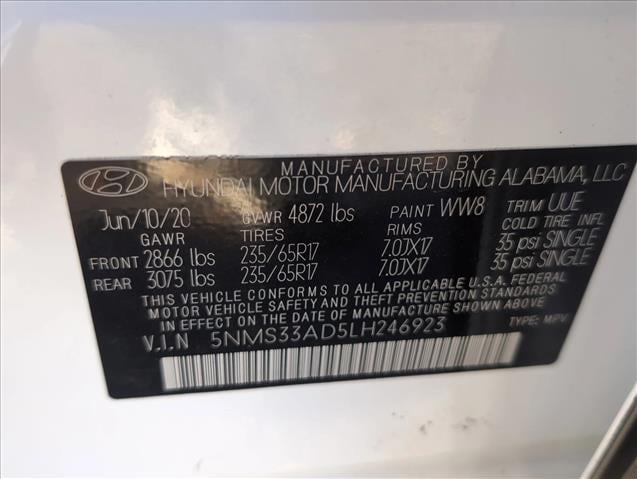 MANUFACTURED BY
HYUNDAI MOTOR MANUFACTURING ALABAMA, LLC
Jun/10/20 GVWR 4872 lbs PAINT WW8 TRIM UUE
GAWR TIRES RIMS COLD TIRE INFL
FRONT 2866 lbs 235/65R17 7.0JX17 35 psi SINGLE
REAR 3075 lbs 235/65R17 7.0JX17 35 psi SINGLE
THIS VEHICLE CONFORMS TO ALL APPLICABLE U.S.A. FEDERAL
MOTOR VEHICLE SAFETY AND THEFT PREVENTION STANDARDS
IN EFFECT ON THE DATE OF MANUFACTURE SHOWN ABOVE.
V.I.N 5NMS33AD5LH246923 TYPE: MPV